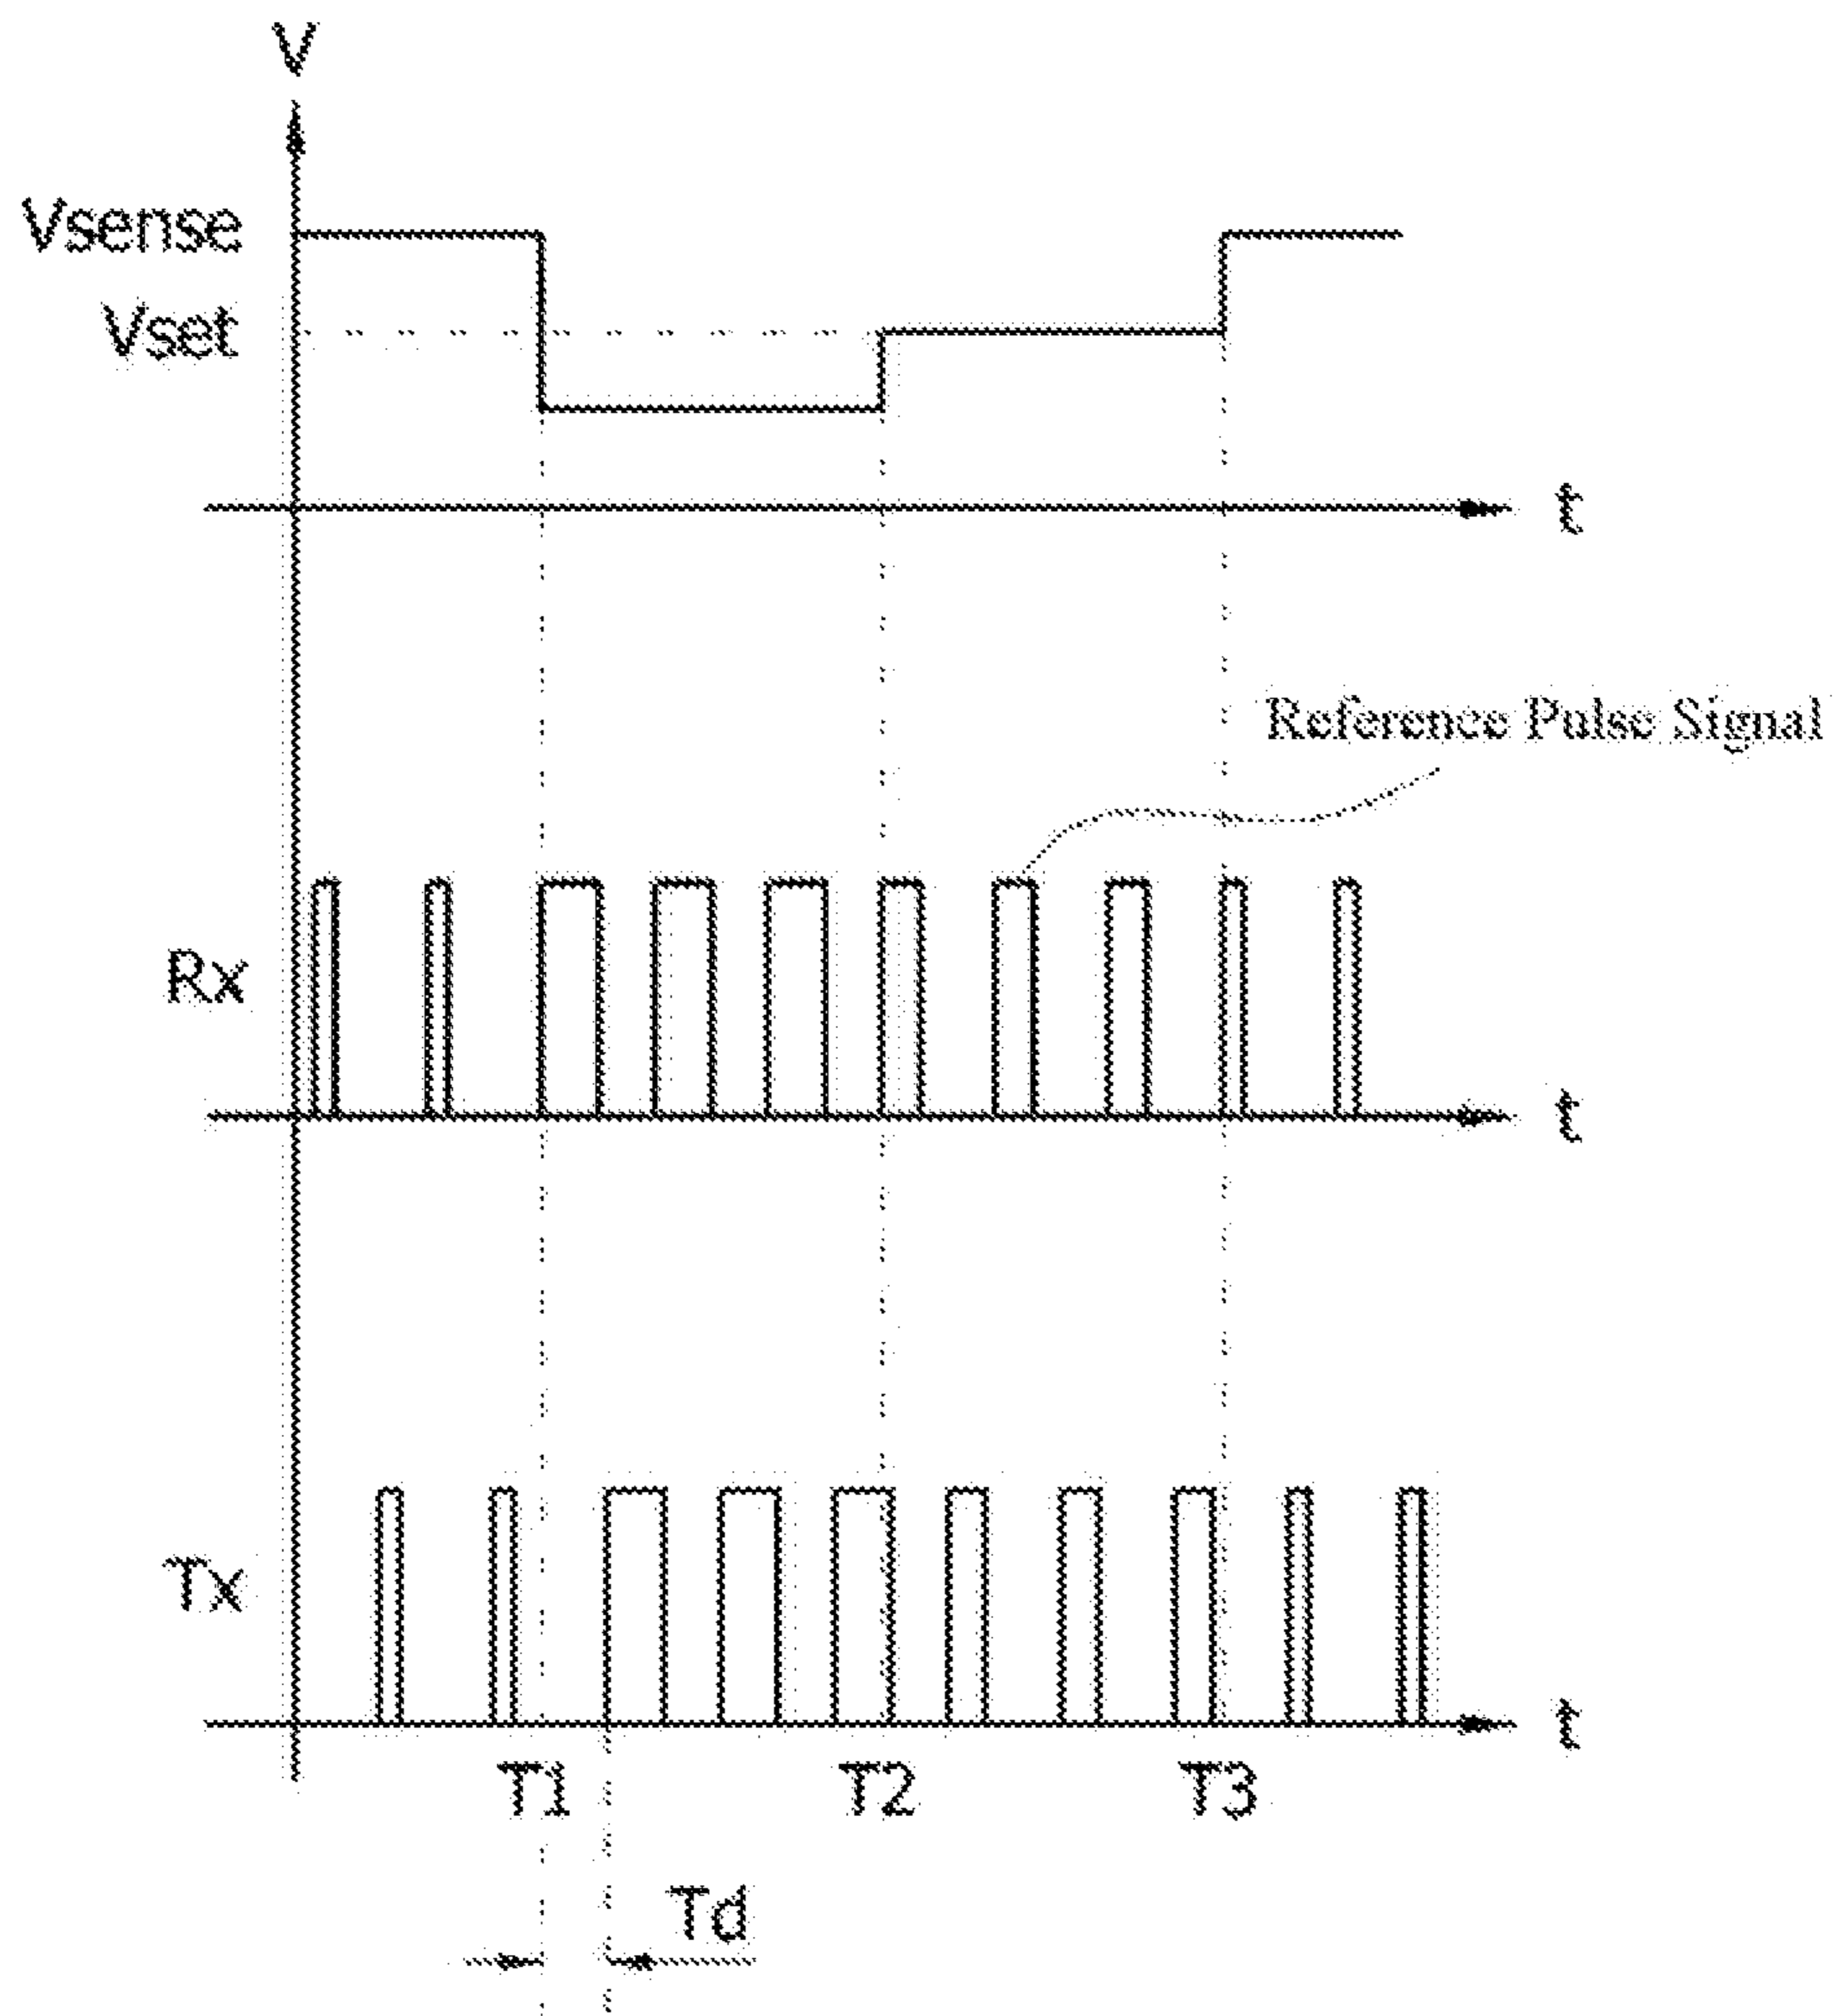 V
Vsense
Vset
t
Reference Pulse Signal
Rx
t
Tx
t
T1 T2 T3
Td